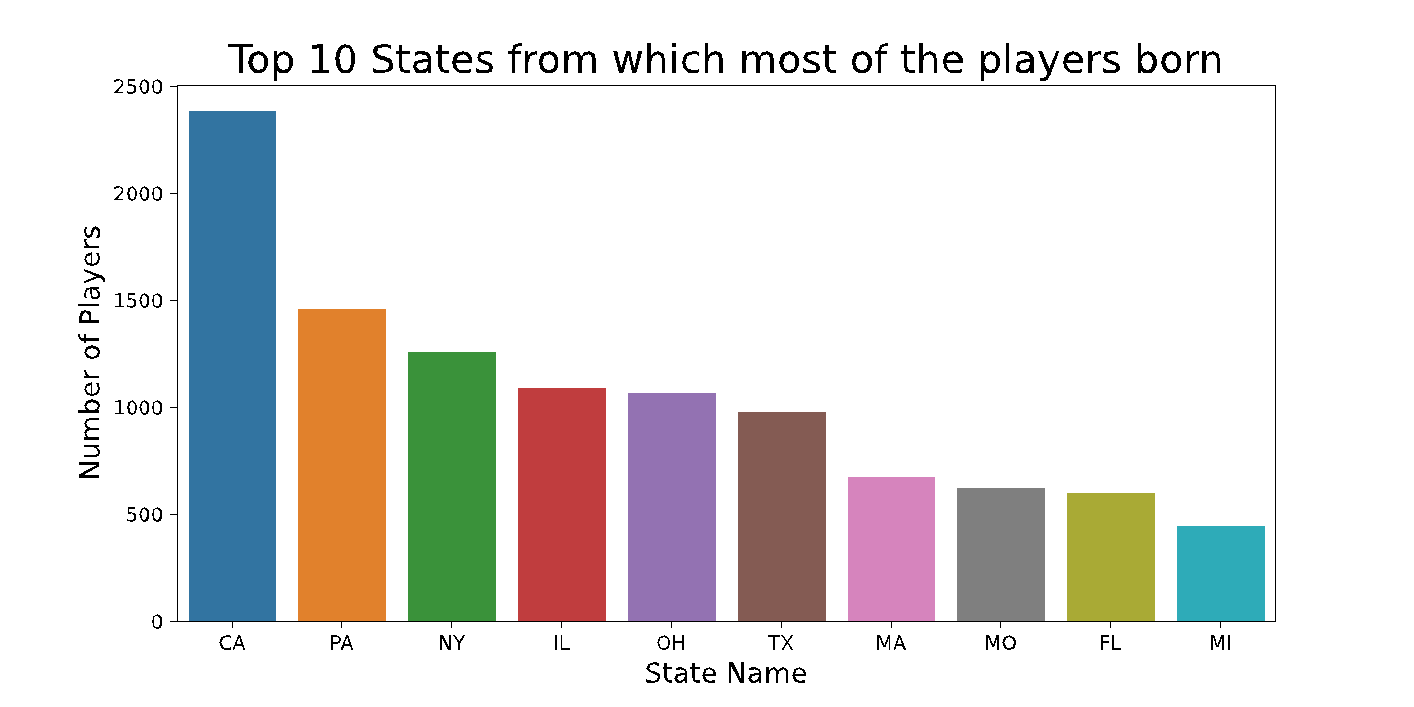 Top 10 States from which most of the players born
2500
2000
1500
1000
500
0
Number of Players
CA PA NY IL OH TX MA MO FL MI
State Name